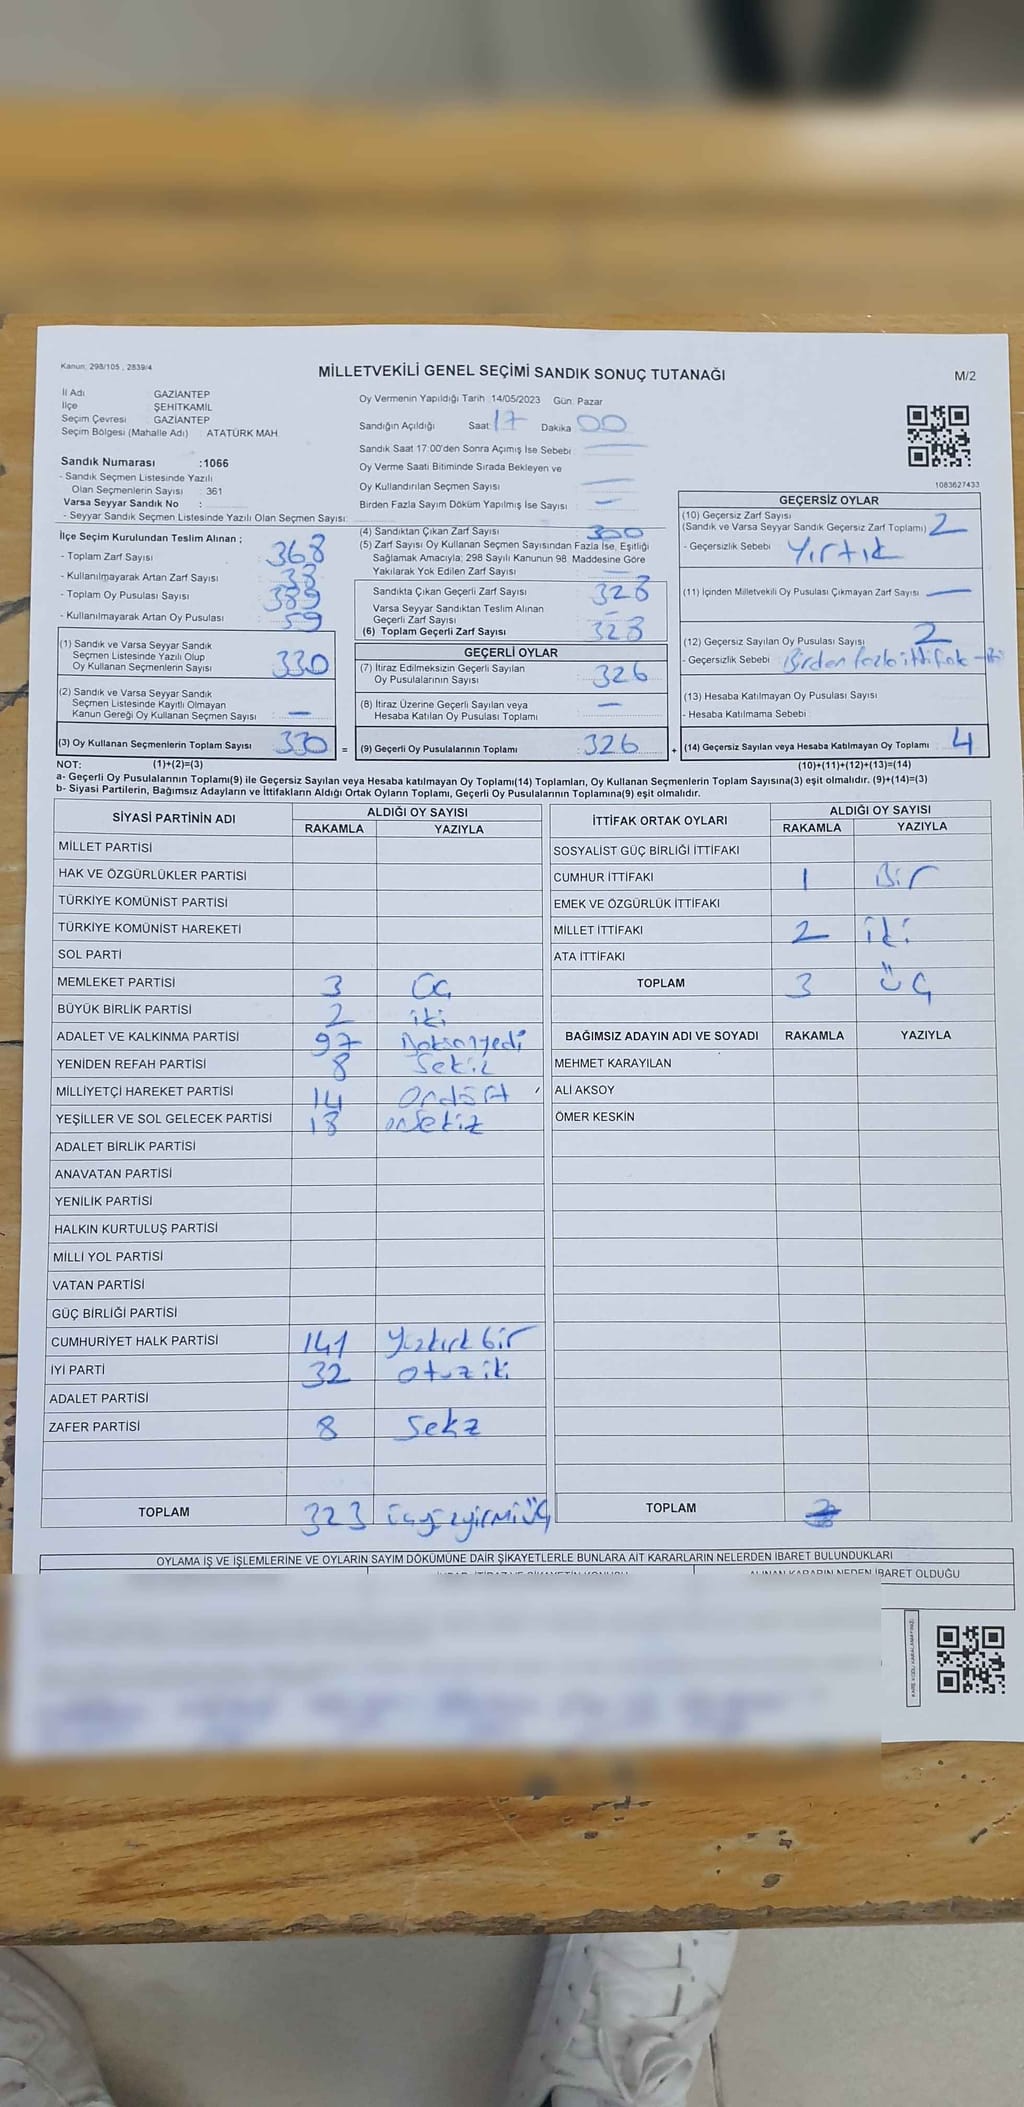 Kanun: 298/105 , 2839/4
MİLLETVEKİLİ GENEL SEÇİMİ SANDIK SONUÇ TUTANAĞI
M/2
İl Adı GAZİANTEP
İlçe ŞEHİTKAMİL
Seçim Çevresi GAZİANTEP
Seçim Bölgesi (Mahalle Adı) : ATATÜRK MAH
Sandık Numarası :1066
- Sandık Seçmen Listesinde Yazılı
Olan Seçmenlerin Sayısı : 361
Varsa Seyyar Sandık No :
- Seyyar Sandık Seçmen Listesinde Yazılı Olan Seçmen Sayısı:
Oy Vermenin Yapıldığı Tarih 14/05/2023 Gün: Pazar
Sandığın Açıldığı Saat 17 Dakika 00
Sandık Saat 17:00'den Sonra Açımış İse Sebebi
Oy Verme Saati Bitiminde Sırada Bekleyen ve
Oy Kullandırılan Seçmen Sayısı —
Birden Fazla Sayım Döküm Yapılmış İse Sayısı : —
1083627433
İlçe Seçim Kurulundan Teslim Alınan ;
- Toplam Zarf Sayısı 368
- Kullanılmayarak Artan Zarf Sayısı
- Toplam Oy Pusulası Sayısı 389
- Kullanılmayarak Artan Oy Pusulası 59
(1) Sandık ve Varsa Seyyar Sandık
Seçmen Listesinde Yazılı Olup
Oy Kullanan Seçmenlerin Sayısı 330
(2) Sandık ve Varsa Seyyar Sandık
Seçmen Listesinde Kayıtlı Olmayan
Kanun Gereği Oy Kullanan Seçmen Sayısı —
(3) Oy Kullanan Seçmenlerin Toplam Sayısı 330 =
(4) Sandıktan Çıkan Zarf Sayısı
(5) Zarf Sayısı Oy Kullanan Seçmen Sayısından Fazla İse, Eşitliği
Sağlamak Amacıyla: 298 Sayılı Kanunun 98. Maddesine Göre
Yakılarak Yok Edilen Zarf Sayısı —
Sandıkta Çıkan Geçerli Zarf Sayısı 328
Varsa Seyyar Sandıktan Teslim Alınan
Geçerli Zarf Sayısı —
(6) Toplam Geçerli Zarf Sayısı 328
GEÇERLİ OYLAR
(7) İtiraz Edilmeksizin Geçerli Sayılan
Oy Pusulalarının Sayısı 326
(8) İtiraz Üzerine Geçerli Sayılan veya
Hesaba Katılan Oy Pusulası Toplamı —
(9) Geçerli Oy Pusulalarının Toplamı : 326 +
GEÇERSİZ OYLAR
(10) Geçersiz Zarf Sayısı
(Sandık ve Varsa Seyyar Sandık Geçersiz Zarf Toplamı) 2
- Geçersizlik Sebebi Yırtık
(11) İçinden Milletvekili Oy Pusulası Çıkmayan Zarf Sayısı —
(12) Geçersiz Sayılan Oy Pusulası Sayısı 2
- Geçersizlik Sebebi Birden fazla ittifak
(13) Hesaba Katılmayan Oy Pusulası Sayısı
- Hesaba Katılmama Sebebi
(14) Geçersiz Sayılan veya Hesaba Katılmayan Oy Toplamı 4
NOT: (1)+(2)=(3)
(10)+(11)+(12)+(13)=(14)
a- Geçerli Oy Pusulalarının Toplamı(9) ile Geçersiz Sayılan veya Hesaba katılmayan Oy Toplamı(14) Toplamları, Oy Kullanan Seçmenlerin Toplam Sayısına(3) eşit olmalıdır. (9)+(14)=(3)
b- Siyasi Partilerin, Bağımsız Adayların ve İttifakların Aldığı Ortak Oyların Toplamı, Geçerli Oy Pusulalarının Toplamına(9) eşit olmalıdır.
SİYASİ PARTİNİN ADI ALDIĞI OY SAYISI
RAKAMLA YAZIYLA
MİLLET PARTİSİ
HAK VE ÖZGÜRLÜKLER PARTİSİ
TÜRKİYE KOMÜNİST PARTİSİ
TÜRKİYE KOMÜNİST HAREKETİ
SOL PARTİ
MEMLEKET PARTİSİ 3 Üç
BÜYÜK BİRLİK PARTİSİ 2 iki
ADALET VE KALKINMA PARTİSİ 97 Doksanyedi
YENİDEN REFAH PARTİSİ 8 Sekiz
MİLLİYETÇİ HAREKET PARTİSİ 14 Ondört
YEŞİLLER VE SOL GELECEK PARTİSİ 18 onsekiz
ADALET BİRLİK PARTİSİ
ANAVATAN PARTİSİ
YENİLİK PARTİSİ
HALKIN KURTULUŞ PARTİSİ
MİLLİ YOL PARTİSİ
VATAN PARTİSİ
GÜÇ BİRLİĞİ PARTİSİ
CUMHURİYET HALK PARTİSİ 141 yüzkırk bir
İYİ PARTİ 32 otuz iki
ADALET PARTİSİ
ZAFER PARTİSİ 8 Sekz
TOPLAM 323 üçyüzyirmiüç
İTTİFAK ORTAK OYLARI ALDIĞI OY SAYISI
RAKAMLA YAZIYLA
SOSYALİST GÜÇ BİRLİĞİ İTTİFAKI
CUMHUR İTTİFAKI 1 Bir
EMEK VE ÖZGÜRLÜK İTTİFAKI
MİLLET İTTİFAKI 2 iki
ATA İTTİFAKI
TOPLAM 3 üç
BAĞIMSIZ ADAYIN ADI VE SOYADI RAKAMLA YAZIYLA
MEHMET KARAYILAN
ALİ AKSOY
ÖMER KESKİN
TOPLAM
OYLAMA İŞ VE İŞLEMLERİNE VE OYLARIN SAYIM DÖKÜMÜNE DAİR ŞİKAYETLERLE BUNLARA AİT KARARLARIN NELERDEN İBARET BULUNDUKLARI
ALINAN KARARIN NEDEN İBARET OLDUĞU